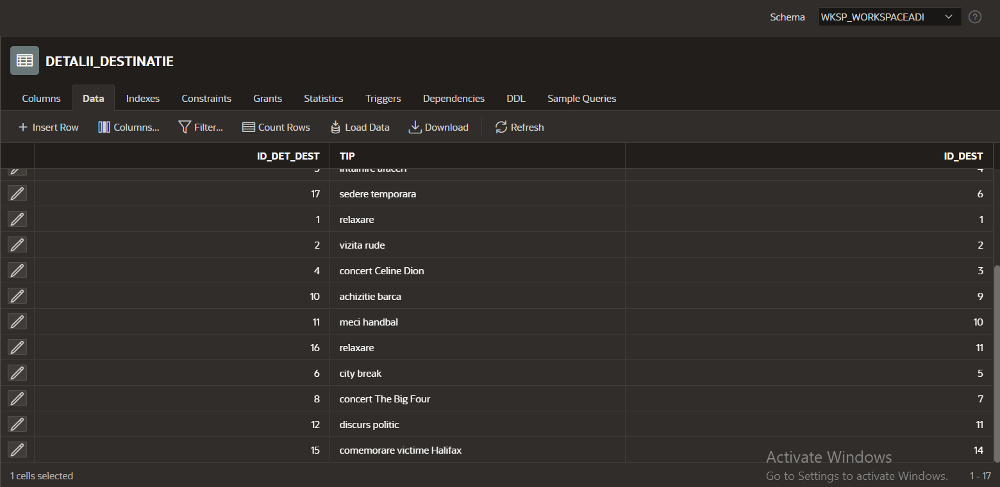 Schema WKSP_WORKSPACEADI ?
DETALII_DESTINATIE
Columns Data Indexes Constraints Grants Statistics Triggers Dependencies DDL Sample Queries
+ Insert Row Columns... Filter... Count Rows Load Data Download Refresh
ID_DET_DEST TIP ID_DEST
17 sedere temporara 6
1 relaxare 1
2 vizita rude 2
4 concert Celine Dion 3
10 achizitie barca 9
11 meci handbal 10
16 relaxare 11
6 city break 5
8 concert The Big Four 7
12 discurs politic 11
15 comemorare victime Halifax 14
Activate Windows
1 cells selected Go to Settings to activate Windows. 1 - 17